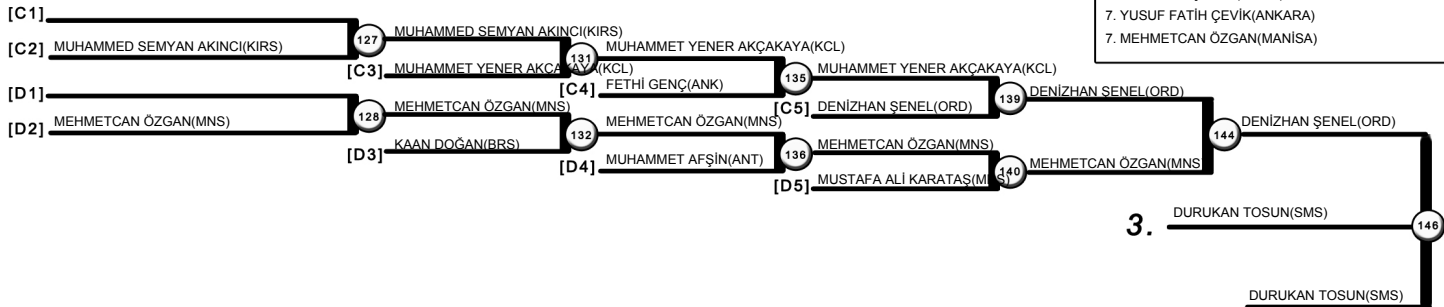 7. YUSUF FATİH ÇEVİK(ANKARA)
7. MEHMETCAN ÖZGAN(MANİSA)
[C1]
[C2] MUHAMMED SEMYAN AKINCI(KIRS)
127
MUHAMMED SEMYAN AKINCI(KIRS)
[C3] MUHAMMET YENER AKÇAKAYA(KCL)
131
MUHAMMET YENER AKÇAKAYA(KCL)
[C4] FETHİ GENÇ(ANK)
135
MUHAMMET YENER AKÇAKAYA(KCL)
[C5] DENİZHAN ŞENEL(ORD)
139
DENİZHAN ŞENEL(ORD)
[D1]
[D2] MEHMETCAN ÖZGAN(MNS)
128
MEHMETCAN ÖZGAN(MNS)
[D3] KAAN DOĞAN(BRS)
132
MEHMETCAN ÖZGAN(MNS)
[D4] MUHAMMET AFŞİN(ANT)
136
MEHMETCAN ÖZGAN(MNS)
[D5] MUSTAFA ALİ KARATAŞ
140
MEHMETCAN ÖZGAN(MNS)
144
DENİZHAN ŞENEL(ORD)
3. DURUKAN TOSUN(SMS)
146
DURUKAN TOSUN(SMS)